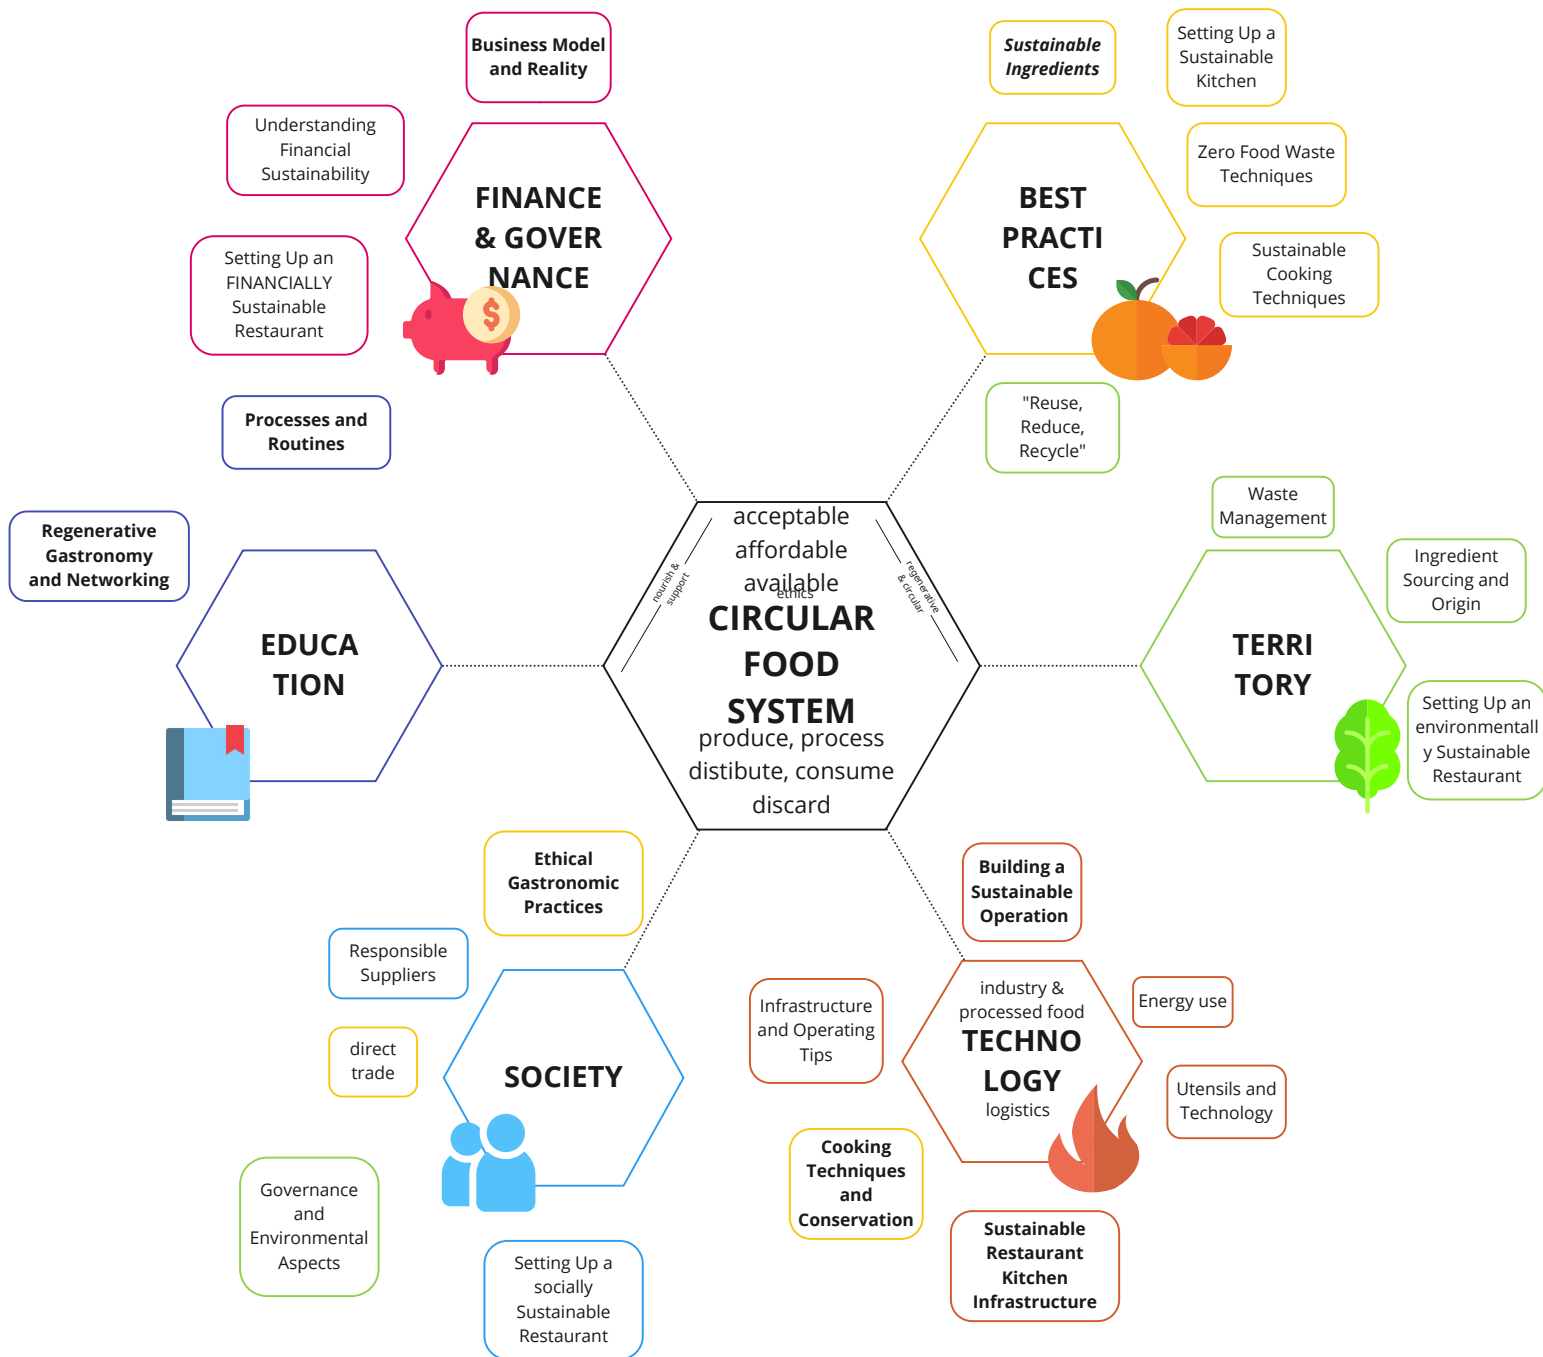 Business Model
and Reality
Understanding
Financial
Sustainability
Setting Up an
FINANCIALLY
Sustainable
Restaurant
FINANCE
& GOVER
NANCE
$
Sustainable
Ingredients
Setting Up a
Sustainable
Kitchen
Zero Food Waste
Techniques
Sustainable
Cooking
Techniques
BEST
PRACTI
CES
"Reuse,
Reduce,
Recycle"
Processes and
Routines
Regenerative
Gastronomy
and Networking
EDUCA
TION
acceptable
affordable
available
ethics
nourish &
support
regenerative
& circular
CIRCULAR
FOOD
SYSTEM
produce, process
distibute, consume
discard
Waste
Management
Ingredient
Sourcing and
Origin
TERRI
TORY
Setting Up an
environmentall
y Sustainable
Restaurant
Ethical
Gastronomic
Practices
Responsible
Suppliers
direct
trade
SOCIETY
Governance
and
Environmental
Aspects
Setting Up a
socially
Sustainable
Restaurant
Building a
Sustainable
Operation
Infrastructure
and Operating
Tips
industry &
processed food
TECHNO
LOGY
logistics
Energy use
Utensils and
Technology
Cooking
Techniques
and
Conservation
Sustainable
Restaurant
Kitchen
Infrastructure